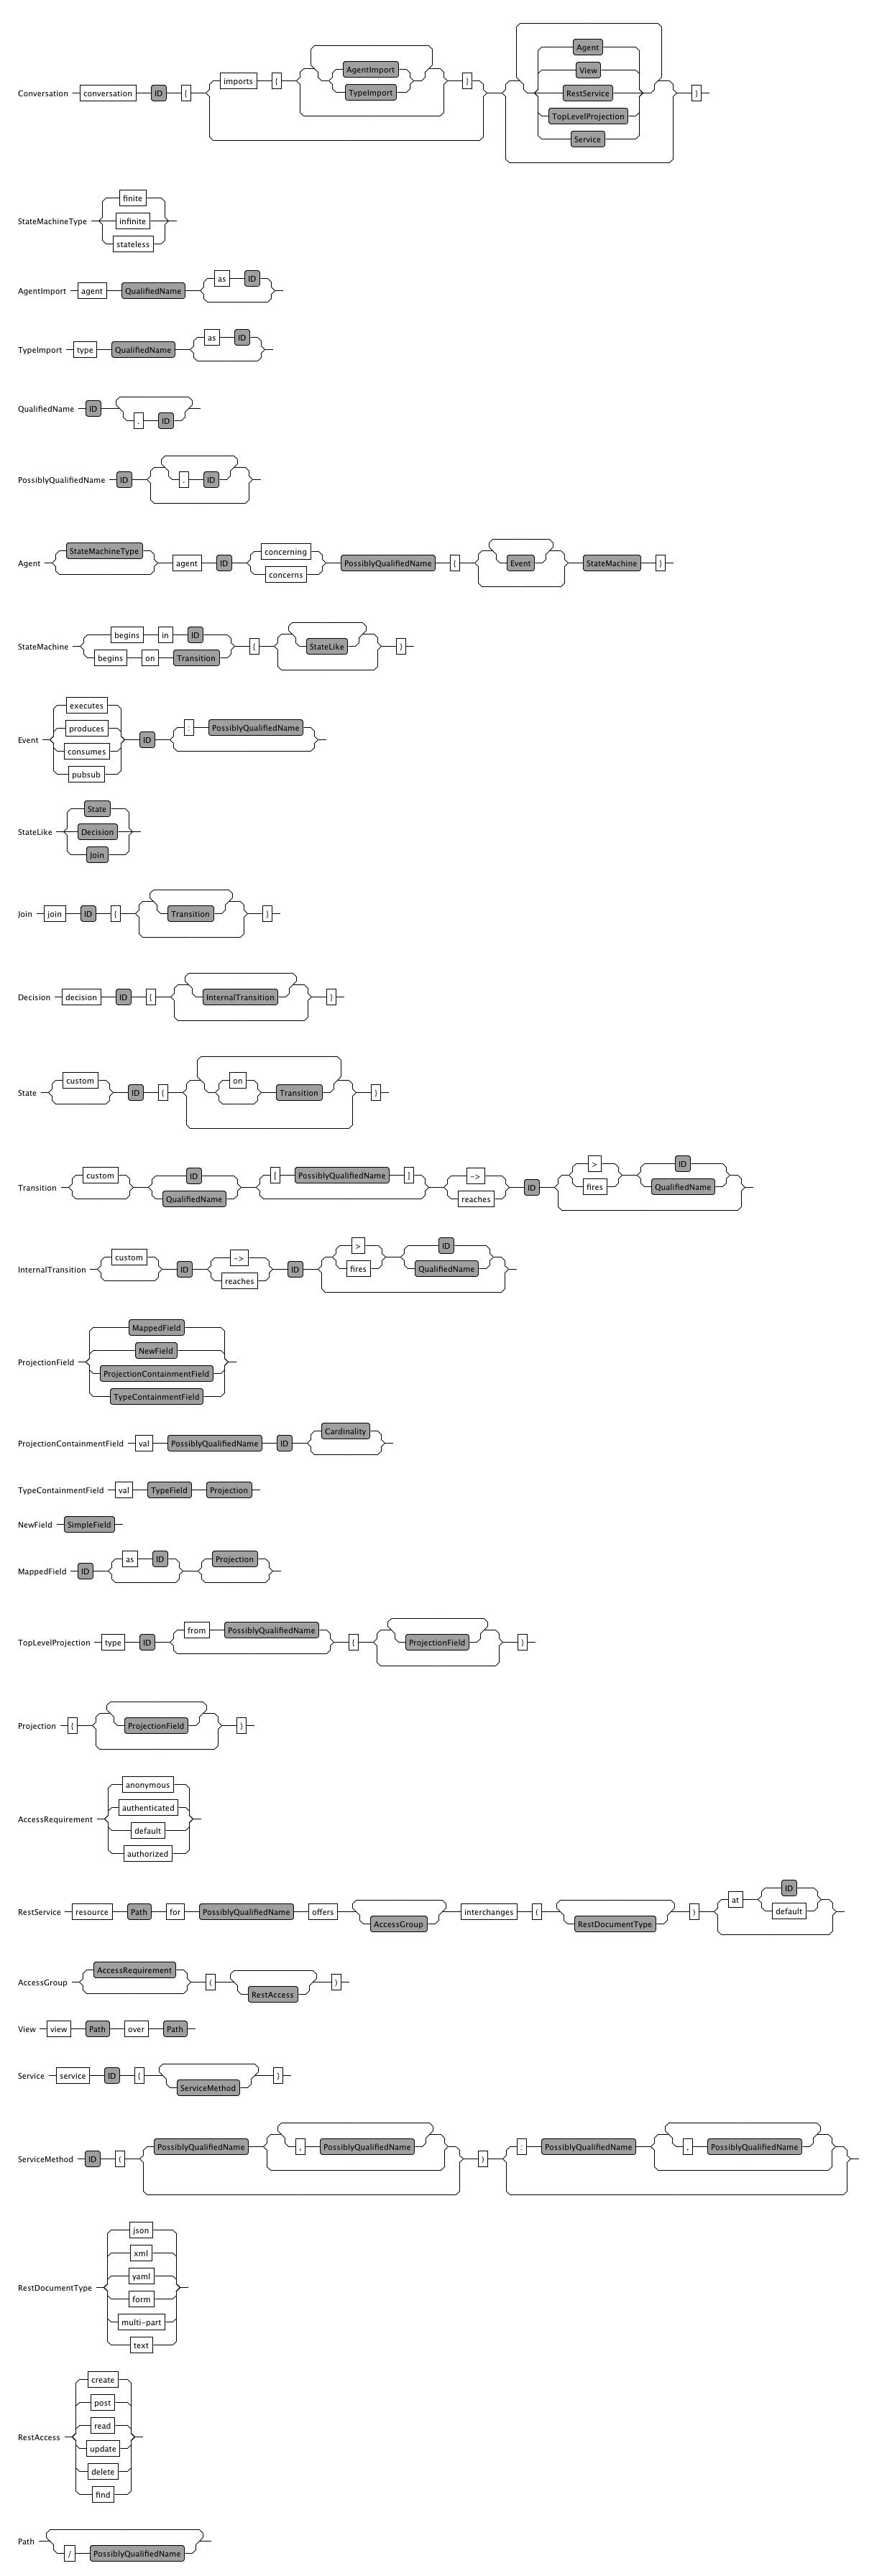 Conversation conversation ID { imports { AgentImport TypeImport } Agent View RestService TopLevelProjection Service }
StateMachineType finite infinite stateless
AgentImport agent QualifiedName as ID
TypeImport type QualifiedName as ID
QualifiedName ID . ID
PossiblyQualifiedName ID . ID
Agent StateMachineType agent ID concerning concerns PossiblyQualifiedName { Event StateMachine }
StateMachine begins in ID begins on Transition { StateLike }
Event executes produces consumes pubsub ID : PossiblyQualifiedName
StateLike State Decision Join
Join join ID { Transition }
Decision decision ID { InternalTransition }
State custom ID { on Transition }
Transition custom ID QualifiedName [ PossiblyQualifiedName ] -> reaches ID > fires ID QualifiedName
InternalTransition custom ID -> reaches ID > fires ID QualifiedName
ProjectionField MappedField NewField ProjectionContainmentField TypeContainmentField
ProjectionContainmentField val PossiblyQualifiedName ID Cardinality
TypeContainmentField val TypeField Projection
NewField SimpleField
MappedField ID as ID Projection
TopLevelProjection type ID from PossiblyQualifiedName { ProjectionField }
Projection { ProjectionField }
AccessRequirement anonymous authenticated default authorized
RestService resource Path for PossiblyQualifiedName offers AccessGroup interchanges ( RestDocumentType ) at ID default
AccessGroup AccessRequirement ( RestAccess )
View view Path over Path
Service service ID { ServiceMethod }
ServiceMethod ID ( PossiblyQualifiedName , PossiblyQualifiedName ) : PossiblyQualifiedName , PossiblyQualifiedName
RestDocumentType json xml yaml form multi-part text
RestAccess create post read update delete find
Path / PossiblyQualifiedName